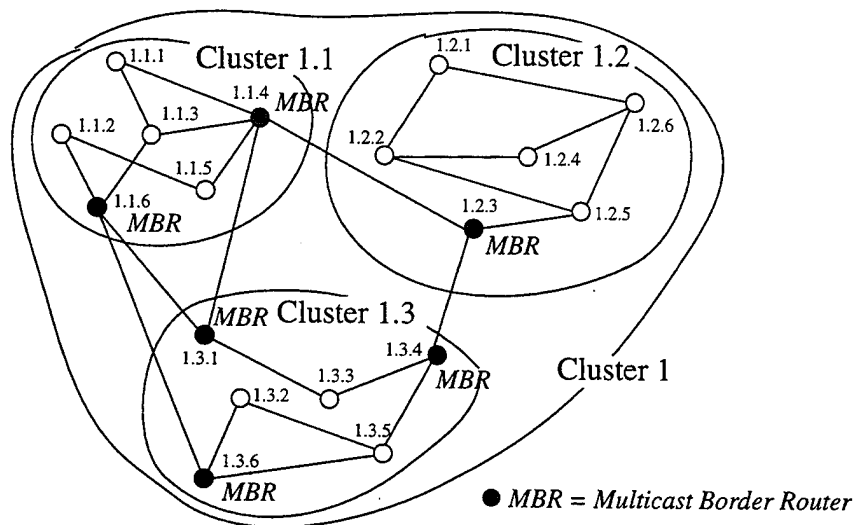 Cluster 1.1
1.1.1
1.1.4
MBR
1.1.3
1.1.2
1.1.5
1.1.6
MBR
Cluster 1.2
1.2.1
1.2.6
1.2.2
1.2.4
1.2.5
1.2.3
MBR
MBR
Cluster 1.3
1.3.1
1.3.4
MBR
1.3.3
1.3.2
1.3.5
1.3.6
MBR
Cluster 1
MBR = Multicast Border Router